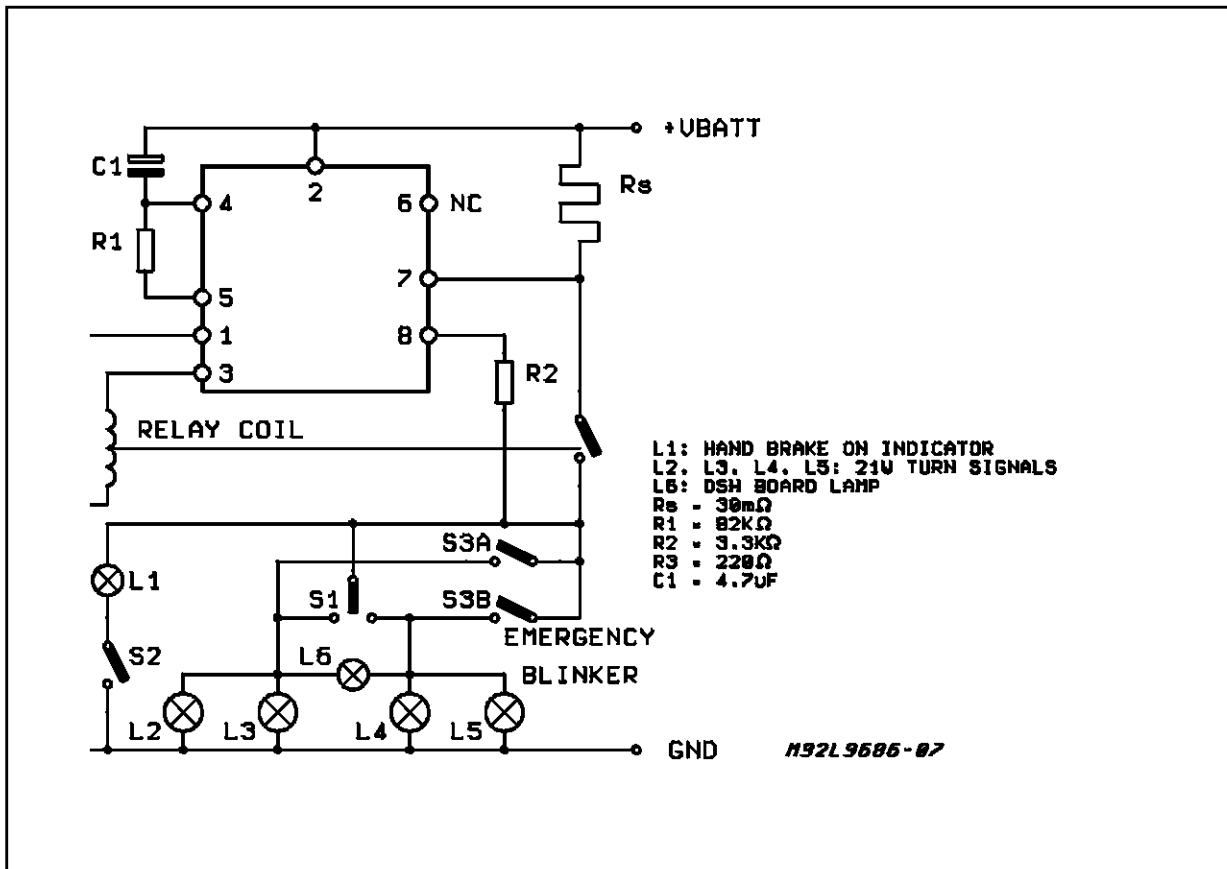 +VBATT
C1
2
Rs
4
6 NC
R1
7
5
1
8
R2
3
RELAY COIL
L1: HAND BRAKE ON INDICATOR
L2, L3, L4, L5: 21W TURN SIGNALS
L6: DSH BOARD LAMP
Rs = 30mΩ
R1 = 82KΩ
R2 = 3.3KΩ
R3 = 220Ω
C1 = 4.7uF
S3A
L1
S1
S3B
EMERGENCY
BLINKER
S2
L6
L2
L3
L4
L5
GND
M92L9686-07